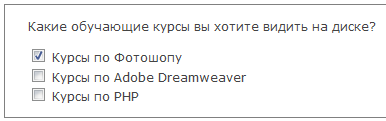 Какие обучающие курсы вы хотите видеть на диске?
Курсы по Фотошопу
Курсы по Adobe Dreamweaver
Курсы по PHP